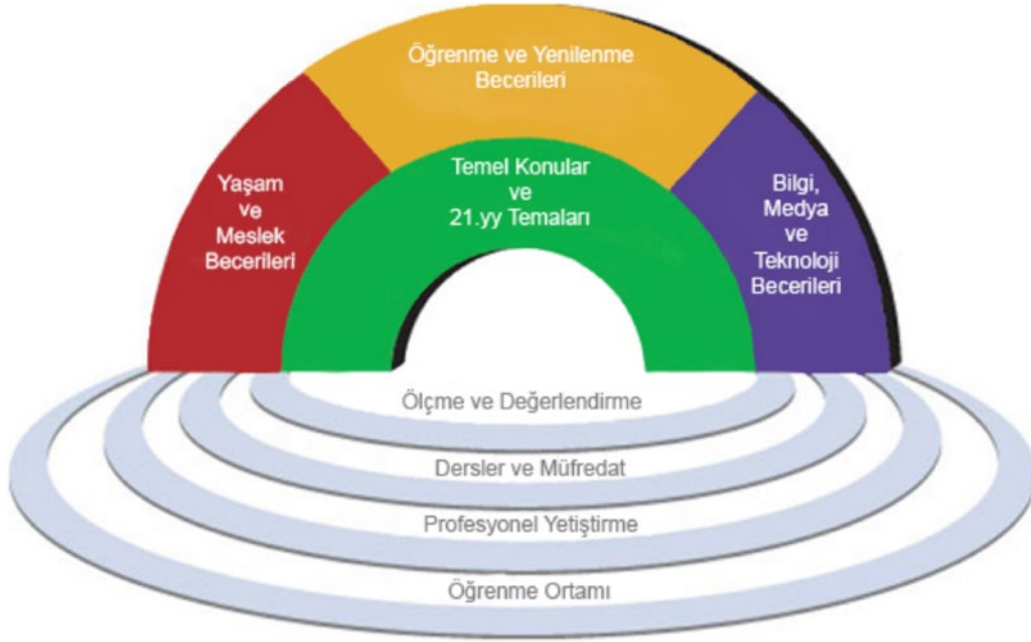 Öğrenme ve Yenilenme
Becerileri
Yaşam
ve
Meslek
Becerileri
Temel Konular
ve
21.yy Temaları
Bilgi,
Medya
ve
Teknoloji
Becerileri
Ölçme ve Değerlendirme
Dersler ve Müfredat
Profesyonel Yetiştirme
Öğrenme Ortamı